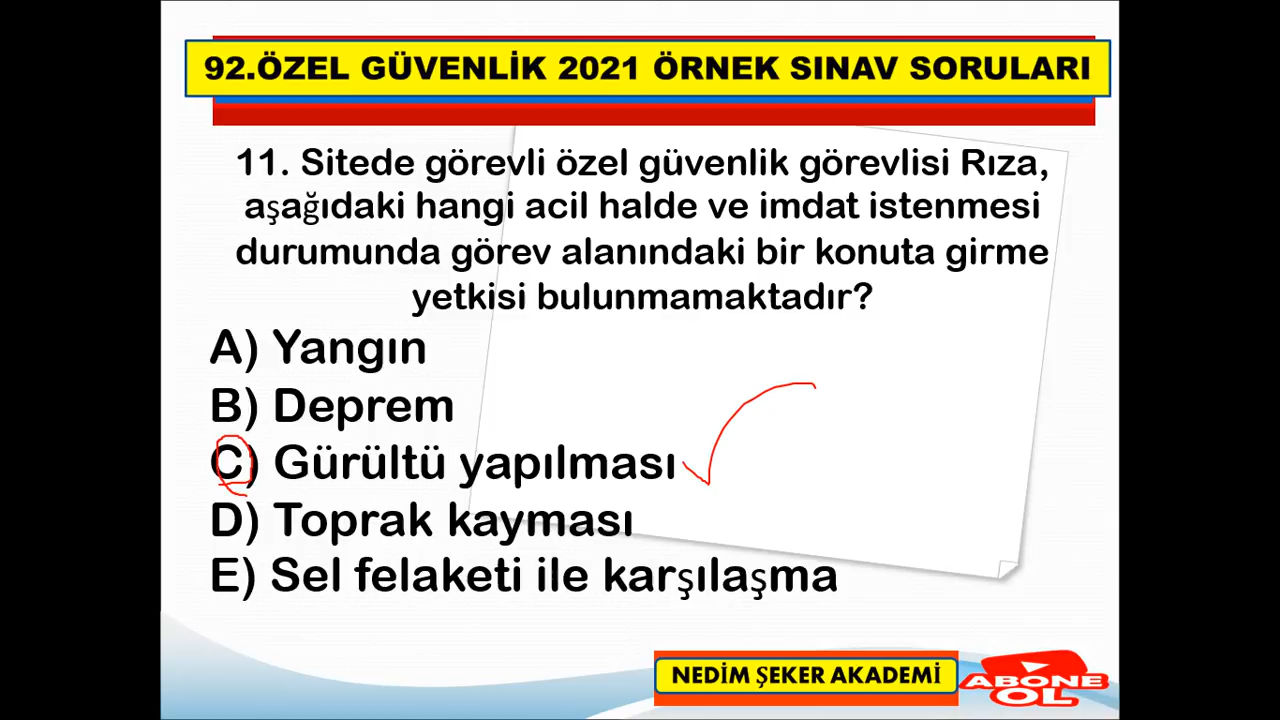 92.ÖZEL GÜVENLİK 2021 ÖRNEK SINAV SORULARI
11. Sitede görevli özel güvenlik görevlisi Rıza,
aşağıdaki hangi acil halde ve imdat istenmesi
durumunda görev alanındaki bir konuta girme
yetkisi bulunmamaktadır?
A) Yangın
B) Deprem
C) Gürültü yapılması
D) Toprak kayması
E) Sel felaketi ile karşılaşma
NEDİM ŞEKER AKADEMİ
ABONE
OL